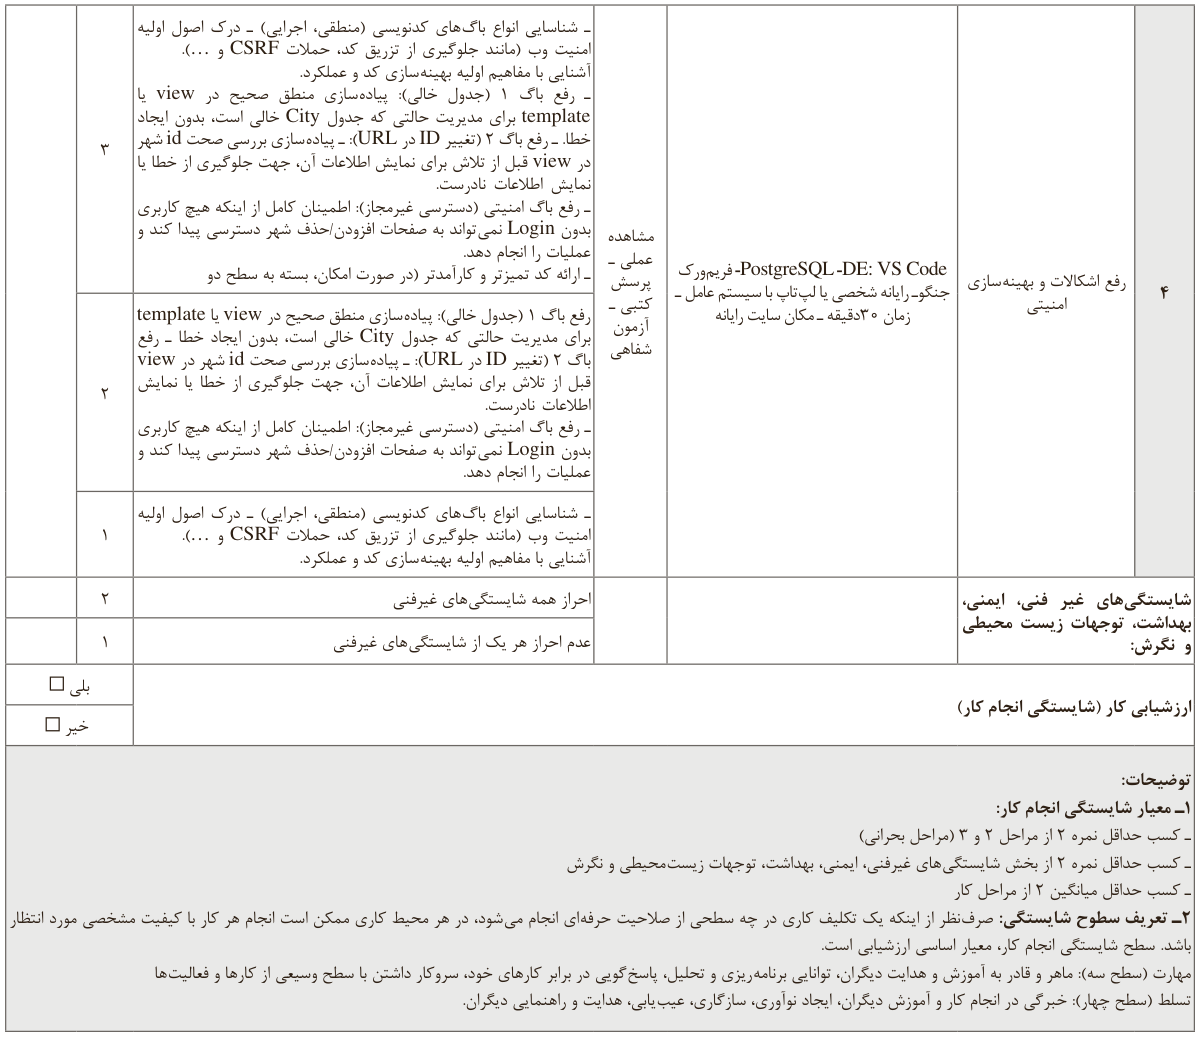 ۴
رفع اشکالات و بهینه‌سازی
امنیتی
PostgreSQL -DE: VS Code-فریم‌ورک
جنگو ـ رایانه شخصی یا لپ‌تاپ با سیستم عامل ـ
زمان ۳۰دقیقه ـ مکان سایت رایانه
مشاهده
عملی ـ
پرسش
کتبی ـ
آزمون
شفاهی
ـ شناسایی انواع باگ‌های کدنویسی (منطقی، اجرایی) ـ درک اصول اولیه
امنیت وب (مانند جلوگیری از تزریق کد، حملات CSRF و ...).
آشنایی با مفاهیم اولیه بهینه‌سازی کد و عملکرد.
ـ رفع باگ ۱ (جدول خالی): پیاده‌سازی منطق صحیح در view یا
template برای مدیریت حالتی که جدول City خالی است، بدون ایجاد
خطا. ـ رفع باگ ۲ (تغییر ID در URL): ـ پیاده‌سازی بررسی صحت id شهر
در view قبل از تلاش برای نمایش اطلاعات آن، جهت جلوگیری از خطا یا
نمایش اطلاعات نادرست.
ـ رفع باگ امنیتی (دسترسی غیرمجاز): اطمینان کامل از اینکه هیچ کاربری
بدون Login نمی‌تواند به صفحات افزودن/حذف شهر دسترسی پیدا کند و
عملیات را انجام دهد.
ـ ارائه کد تمیزتر و کارآمدتر (در صورت امکان، بسته به سطح دو
۳
رفع باگ ۱ (جدول خالی): پیاده‌سازی منطق صحیح در view یا template
برای مدیریت حالتی که جدول City خالی است، بدون ایجاد خطا ـ رفع
باگ ۲ (تغییر ID در URL): ـ پیاده‌سازی بررسی صحت id شهر در view
قبل از تلاش برای نمایش اطلاعات آن، جهت جلوگیری از خطا یا نمایش
اطلاعات نادرست.
ـ رفع باگ امنیتی (دسترسی غیرمجاز): اطمینان کامل از اینکه هیچ کاربری
بدون Login نمی‌تواند به صفحات افزودن/حذف شهر دسترسی پیدا کند و
عملیات را انجام دهد.
۲
ـ شناسایی انواع باگ‌های کدنویسی (منطقی، اجرایی) ـ درک اصول اولیه
امنیت وب (مانند جلوگیری از تزریق کد، حملات CSRF و ...).
آشنایی با مفاهیم اولیه بهینه‌سازی کد و عملکرد.
۱
شایستگی‌های غیر فنی، ایمنی،
بهداشت، توجهات زیست محیطی
و نگرش:
احراز همه شایستگی‌های غیرفنی
۲
عدم احراز هر یک از شایستگی‌های غیرفنی
۱
ارزشیابی کار (شایستگی انجام کار)
بلی □
خیر □
توضیحات:
۱ـ معیار شایستگی انجام کار:
ـ کسب حداقل نمره ۲ از مراحل ۲ و ۳ (مراحل بحرانی)
ـ کسب حداقل نمره ۲ از بخش شایستگی‌های غیرفنی، ایمنی، بهداشت، توجهات زیست‌محیطی و نگرش
ـ کسب حداقل میانگین ۲ از مراحل کار
۲ـ تعریف سطوح شایستگی: صرف‌نظر از اینکه یک تکلیف کاری در چه سطحی از صلاحیت حرفه‌ای انجام می‌شود، در هر محیط کاری ممکن است انجام هر کار با کیفیت مشخصی مورد انتظار
باشد. سطح شایستگی انجام کار، معیار اساسی ارزشیابی است.
مهارت (سطح سه): ماهر و قادر به آموزش و هدایت دیگران، توانایی برنامه‌ریزی و تحلیل، پاسخ‌گویی در برابر کارهای خود، سروکار داشتن با سطح وسیعی از کارها و فعالیت‌ها
تسلط (سطح چهار): خبرگی در انجام کار و آموزش دیگران، ایجاد نوآوری، سازگاری، عیب‌یابی، هدایت و راهنمایی دیگران.